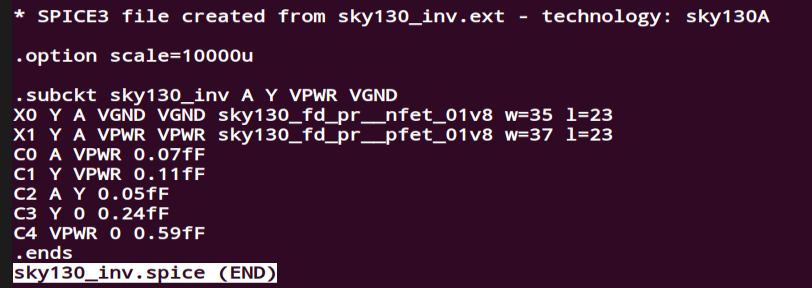 * SPICE3 file created from sky130_inv.ext - technology: sky130A
.option scale=10000u
.subckt sky130_inv A Y VPWR VGND
X0 Y A VGND VGND sky130_fd_pr__nfet_01v8 w=35 l=23
X1 Y A VPWR VPWR sky130_fd_pr__pfet_01v8 w=37 l=23
C0 A VPWR 0.07fF
C1 Y VPWR 0.11fF
C2 A Y 0.05fF
C3 Y 0 0.24fF
C4 VPWR 0 0.59fF
.ends
sky130_inv.spice (END)